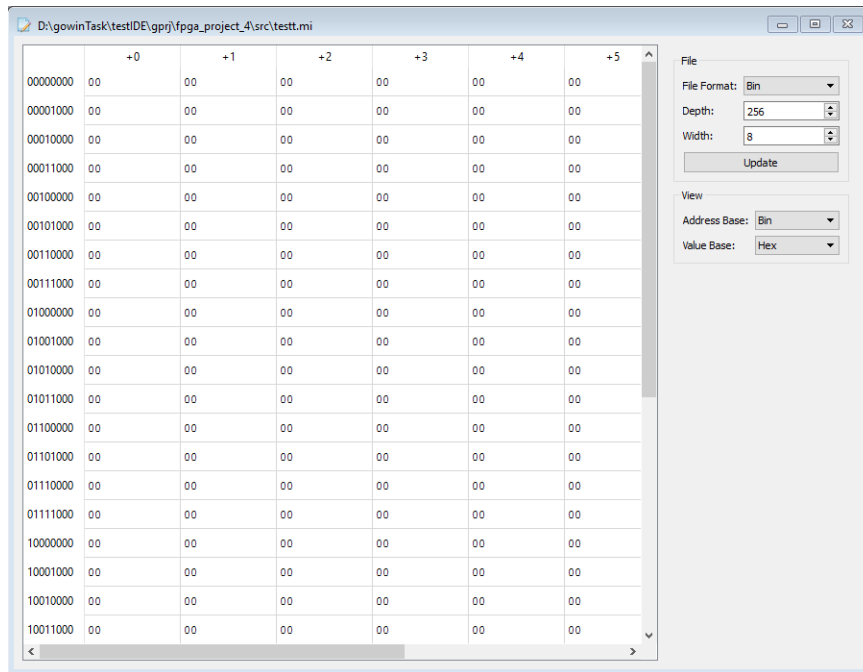 D:\gowinTask\testIDE\gprj\fpga_project_4\src\testt.mi
+0 +1 +2 +3 +4 +5
00000000 00 00 00 00 00 00
00001000 00 00 00 00 00 00
00010000 00 00 00 00 00 00
00011000 00 00 00 00 00 00
00100000 00 00 00 00 00 00
00101000 00 00 00 00 00 00
00110000 00 00 00 00 00 00
00111000 00 00 00 00 00 00
01000000 00 00 00 00 00 00
01001000 00 00 00 00 00 00
01010000 00 00 00 00 00 00
01011000 00 00 00 00 00 00
01100000 00 00 00 00 00 00
01101000 00 00 00 00 00 00
01110000 00 00 00 00 00 00
01111000 00 00 00 00 00 00
10000000 00 00 00 00 00 00
10001000 00 00 00 00 00 00
10010000 00 00 00 00 00 00
10011000 00 00 00 00 00 00
File
File Format: Bin
Depth: 256
Width: 8
Update
View
Address Base: Bin
Value Base: Hex